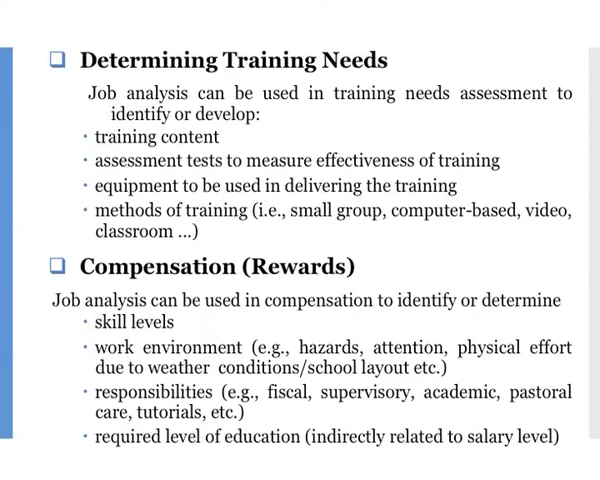 ❑ Determining Training Needs
Job analysis can be used in training needs assessment to
identify or develop:
• training content
• assessment tests to measure effectiveness of training
• equipment to be used in delivering the training
• methods of training (i.e., small group, computer-based, video,
classroom ...)
❑ Compensation (Rewards)
Job analysis can be used in compensation to identify or determine
• skill levels
• work environment (e.g., hazards, attention, physical effort
due to weather conditions/school layout etc.)
• responsibilities (e.g., fiscal, supervisory, academic, pastoral
care, tutorials, etc.)
• required level of education (indirectly related to salary level)